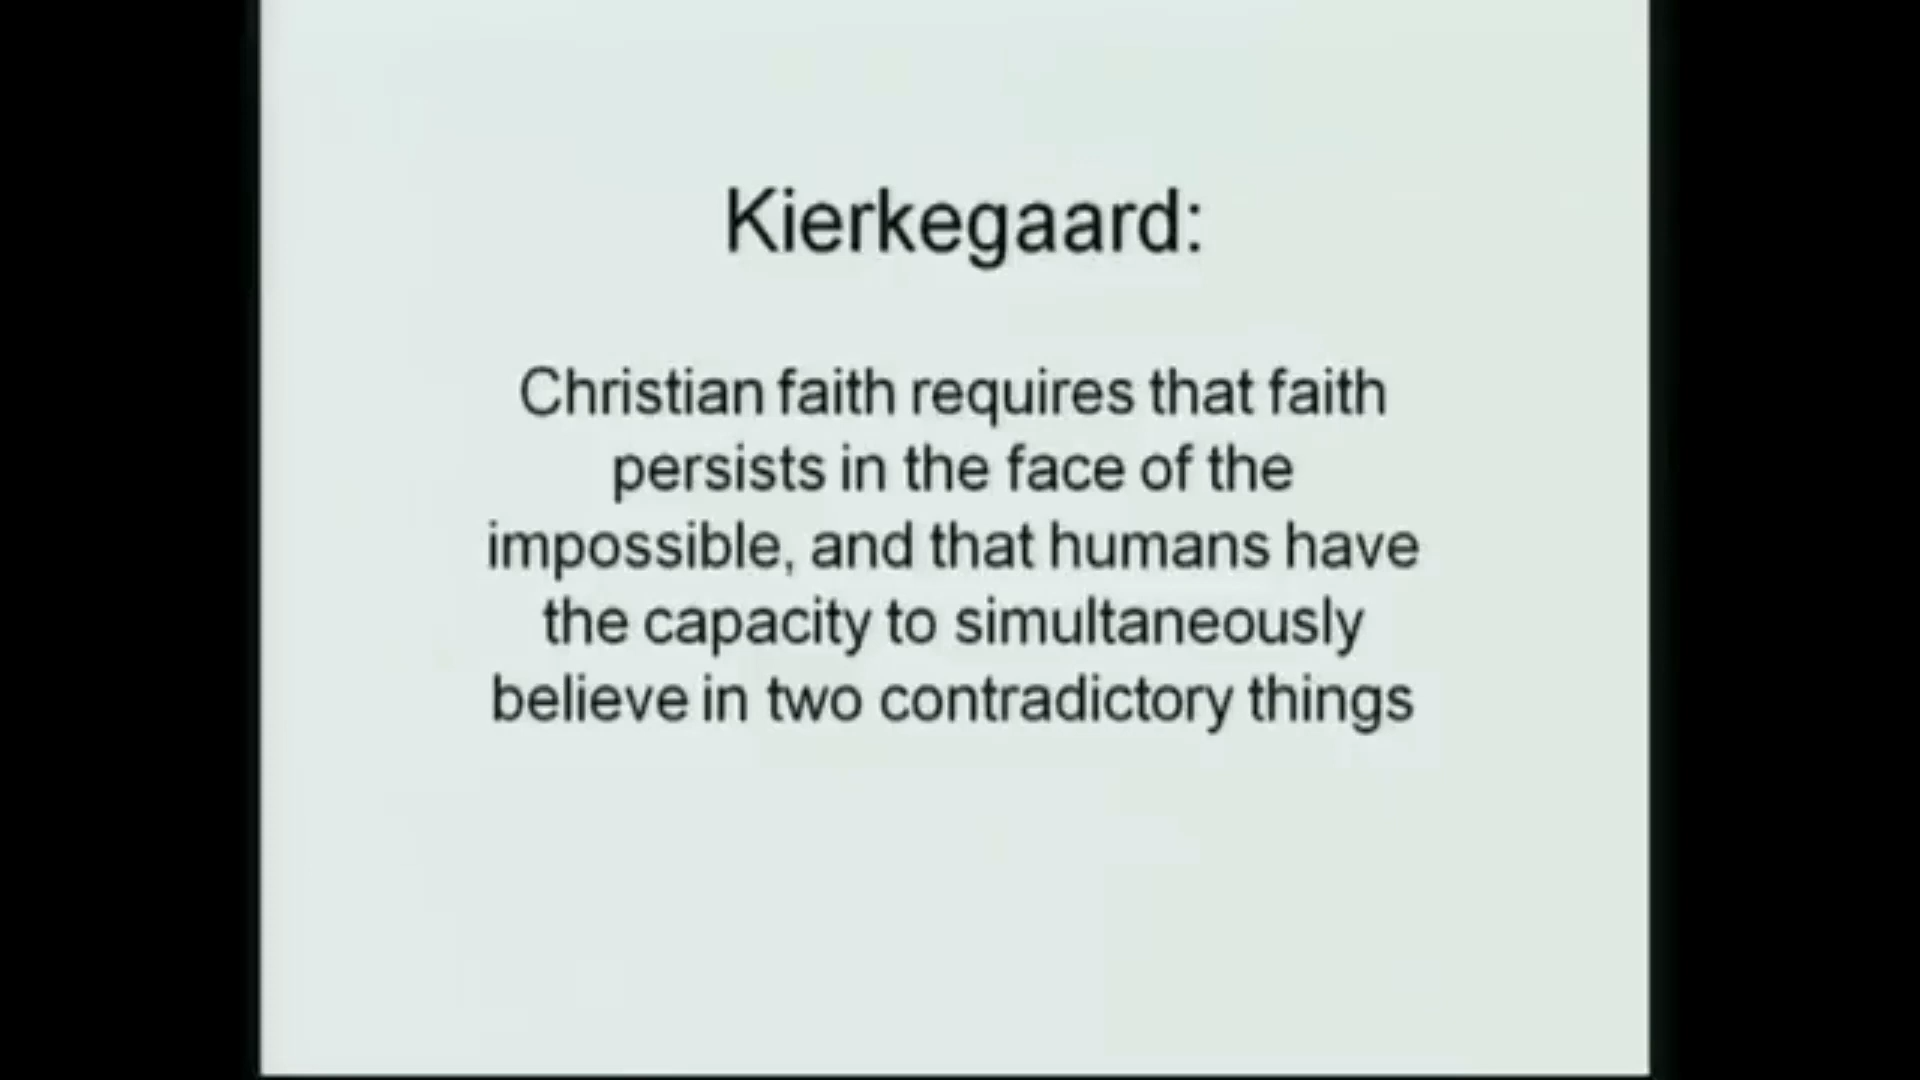 Kierkegaard:
Christian faith requires that faith
persists in the face of the
impossible, and that humans have
the capacity to simultaneously
believe in two contradictory things